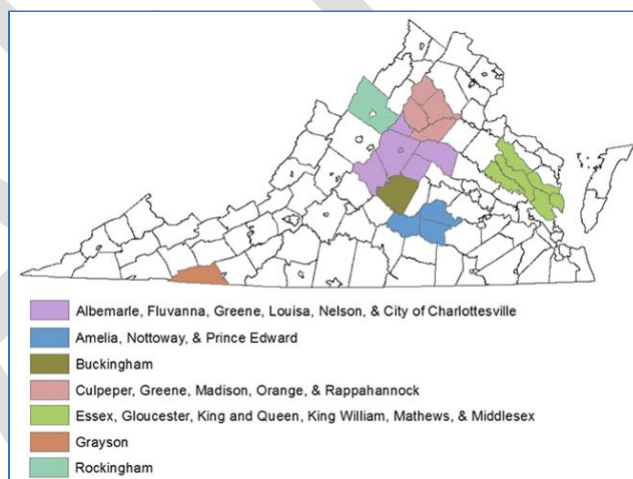 Albemarle, Fluvanna, Greene, Louisa, Nelson, & City of Charlottesville
Amelia, Nottoway, & Prince Edward
Buckingham
Culpeper, Greene, Madison, Orange, & Rappahannock
Essex, Gloucester, King and Queen, King William, Mathews, & Middlesex
Grayson
Rockingham